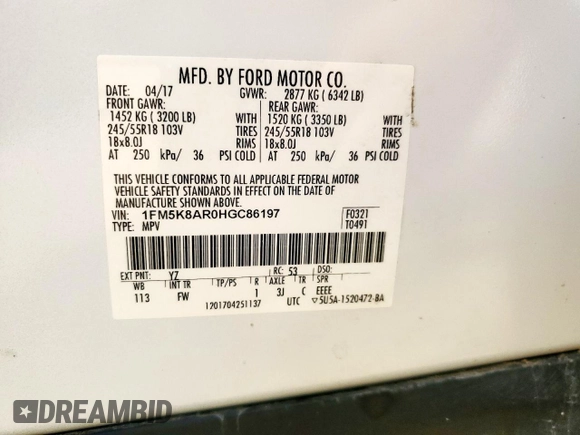 MFD. BY FORD MOTOR CO.
DATE: 04/17 GVWR: 2877 KG ( 6342 LB)
FRONT GAWR: REAR GAWR:
1452 KG ( 3200 LB) WITH 1520 KG ( 3350 LB) WITH
245/55R18 103V TIRES 245/55R18 103V TIRES
18x8.0J RIMS 18x8.0J RIMS
AT 250 kPa/ 36 PSI COLD AT 250 kPa/ 36 PSI COLD
THIS VEHICLE CONFORMS TO ALL APPLICABLE FEDERAL MOTOR
VEHICLE SAFETY STANDARDS IN EFFECT ON THE DATE OF
MANUFACTURE SHOWN ABOVE.
VIN: 1FM5K8AR0HGC86197 F0321
TYPE: MPV T0491
EXT PNT: YZ RC: 53 DSO:
WB INT TR TP/PS R AXLE TR SPR
113 FW 1 3J C EEEE
1201704251137 UTC ▽5U5A-1520472-BA
DREAMBID